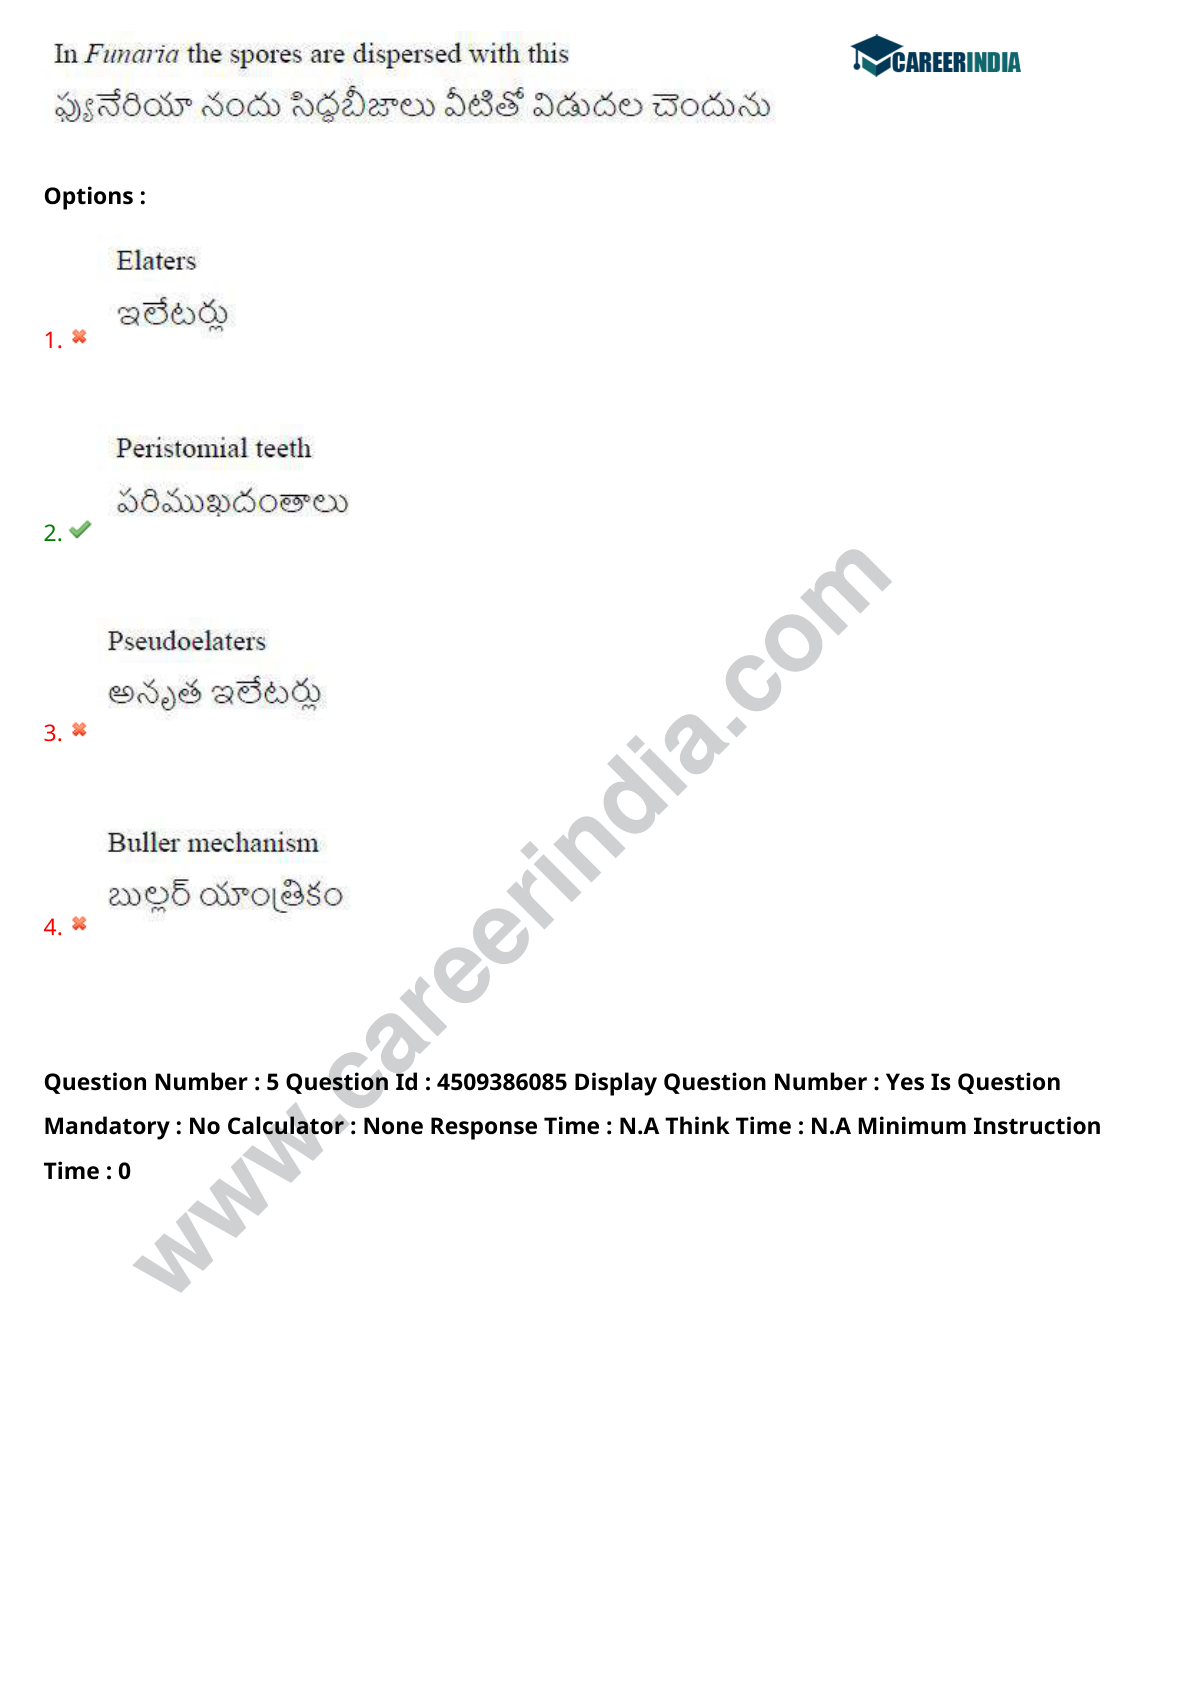 In Funaria the spores are dispersed with this
CAREERINDIA
ఫ్యునేరియా నందు సిద్ధబీజాలు వీటితో విడుదల చెందును
Options :
Elaters
ఇలేటర్లు
1.
Peristomial teeth
పరిముఖదంతాలు
2.
Pseudoelaters
అనృత ఇలేటర్లు
3.
Buller mechanism
బుల్లర్ యాంత్రికం
4.
www.careerindia.com
Question Number : 5 Question Id : 4509386085 Display Question Number : Yes Is Question
Mandatory : No Calculator : None Response Time : N.A Think Time : N.A Minimum Instruction
Time : 0